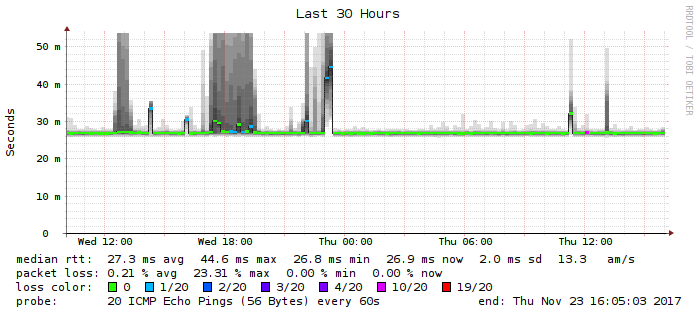 Last 30 Hours
RRDTOOL / TOBI OETIKER
Seconds
50 m
40 m
30 m
20 m
10 m
0
Wed 12:00 Wed 18:00 Thu 00:00 Thu 06:00 Thu 12:00
median rtt: 27.3 ms avg 44.6 ms max 26.8 ms min 26.9 ms now 2.0 ms sd 13.3 am/s
packet loss: 0.21 % avg 23.31 % max 0.00 % min 0.00 % now
loss color: 0 1/20 2/20 3/20 4/20 10/20 19/20
probe: 20 ICMP Echo Pings (56 Bytes) every 60s end: Thu Nov 23 16:05:03 2017